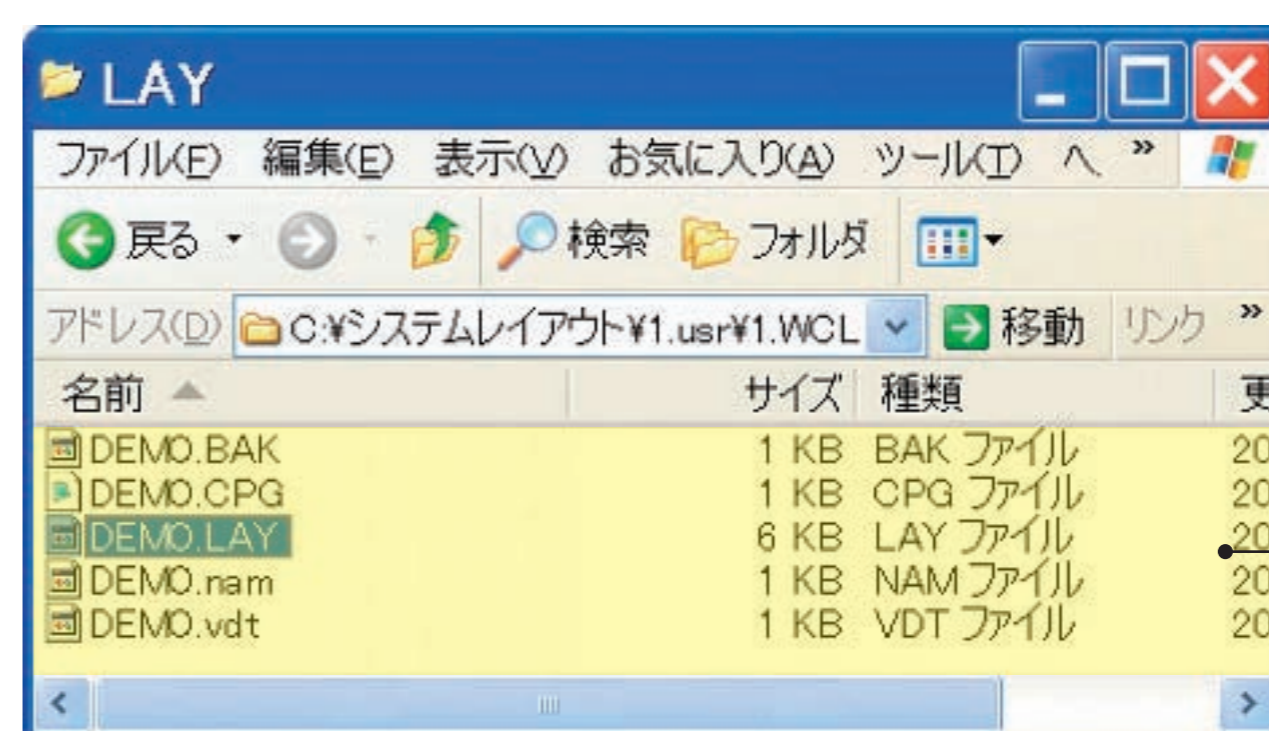 LAY
ファイル(F) 編集(E) 表示(V) お気に入り(A) ツール(T) ヘ »
戻る 検索 フォルダ
アドレス(D) C:¥システムレイアウト¥1.usr¥1.WCL 移動 リンク »
名前 サイズ 種類 更
DEMO.BAK 1 KB BAK ファイル 20
DEMO.CPG 1 KB CPG ファイル 20
DEMO.LAY 6 KB LAY ファイル 20
DEMO.nam 1 KB NAM ファイル 20
DEMO.vdt 1 KB VDT ファイル 20